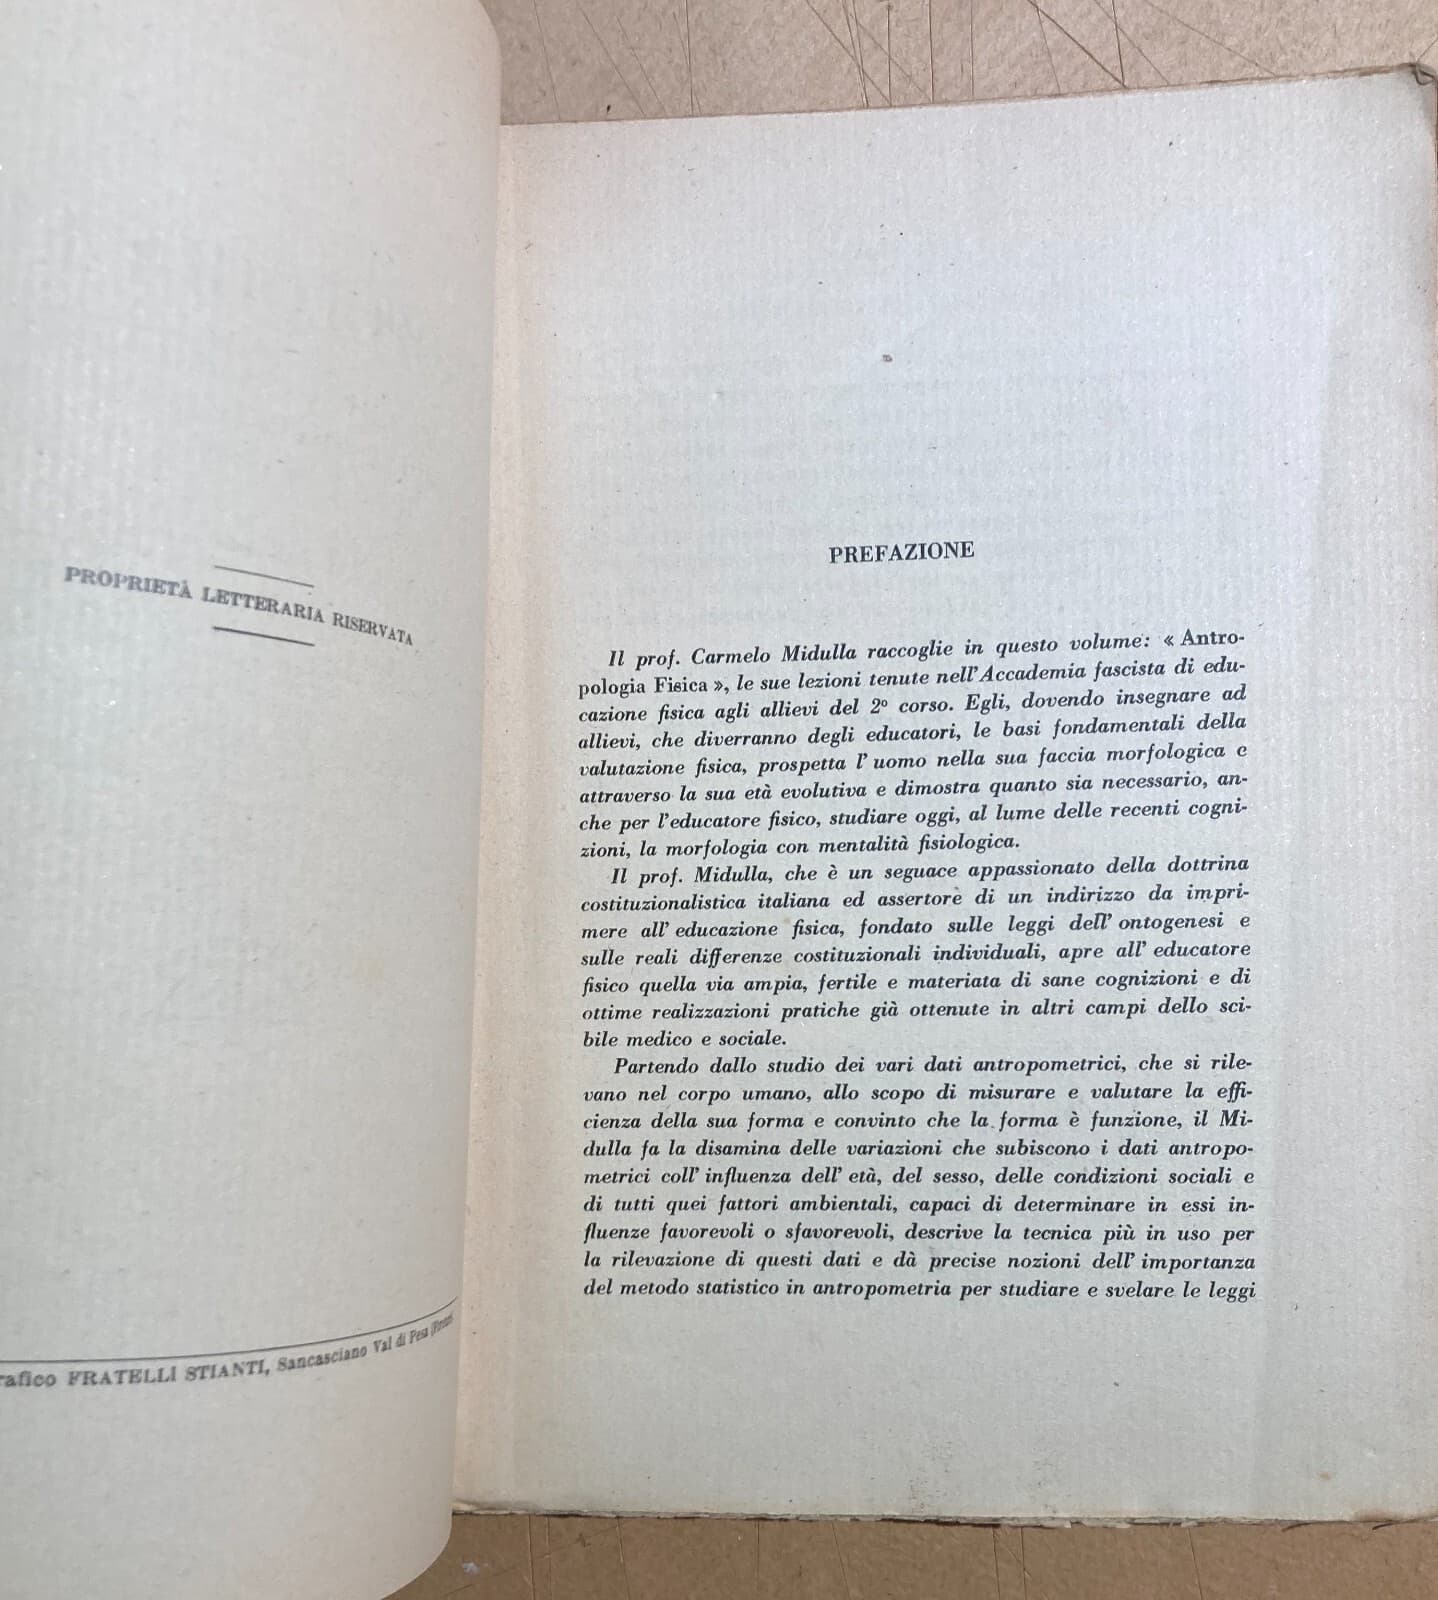 PROPRIETÀ LETTERARIA RISERVATA
rafico FRATELLI STIANTI, Sancasciano Val di Pesa (Firenze)
PREFAZIONE
Il prof. Carmelo Midulla raccoglie in questo volume: « Antro-
pologia Fisica », le sue lezioni tenute nell'Accademia fascista di edu-
cazione fisica agli allievi del 2º corso. Egli, dovendo insegnare ad
allievi, che diverranno degli educatori, le basi fondamentali della
valutazione fisica, prospetta l' uomo nella sua faccia morfologica e
attraverso la sua età evolutiva e dimostra quanto sia necessario, an-
che per l'educatore fisico, studiare oggi, al lume delle recenti cogni-
zioni, la morfologia con mentalità fisiologica.
Il prof. Midulla, che è un seguace appassionato della dottrina
costituzionalistica italiana ed assertore di un indirizzo da impri-
mere all' educazione fisica, fondato sulle leggi dell' ontogenesi e
sulle reali differenze costituzionali individuali, apre all' educatore
fisico quella via ampia, fertile e materiata di sane cognizioni e di
ottime realizzazioni pratiche già ottenute in altri campi dello sci-
bile medico e sociale.
Partendo dallo studio dei vari dati antropometrici, che si rile-
vano nel corpo umano, allo scopo di misurare e valutare la effi-
cienza della sua forma e convinto che la forma è funzione, il Mi-
dulla fa la disamina delle variazioni che subiscono i dati antropo-
metrici coll' influenza dell' età, del sesso, delle condizioni sociali e
di tutti quei fattori ambientali, capaci di determinare in essi in-
fluenze favorevoli o sfavorevoli, descrive la tecnica più in uso per
la rilevazione di questi dati e dà precise nozioni dell' importanza
del metodo statistico in antropometria per studiare e svelare le leggi